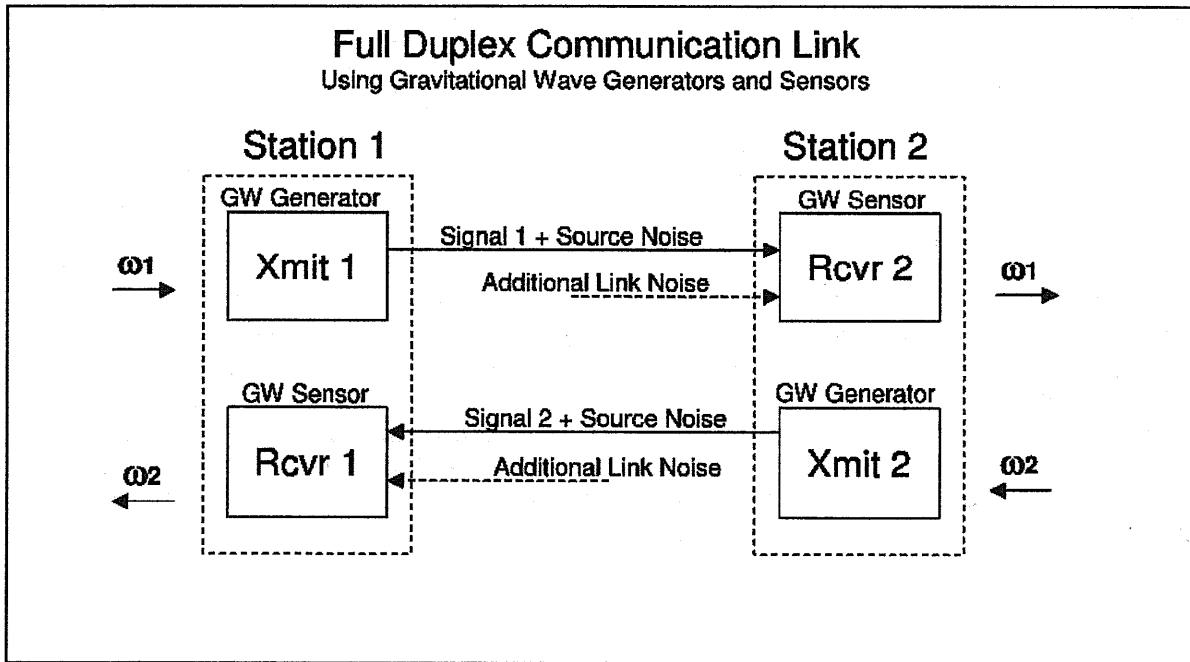 Full Duplex Communication Link
Using Gravitational Wave Generators and Sensors
Station 1
Station 2
GW Generator
GW Sensor
Xmit 1
Signal 1 + Source Noise
Rcvr 2
ω1
Additional Link Noise
ω1
GW Sensor
GW Generator
Rcvr 1
Signal 2 + Source Noise
Xmit 2
ω2
Additional Link Noise
ω2